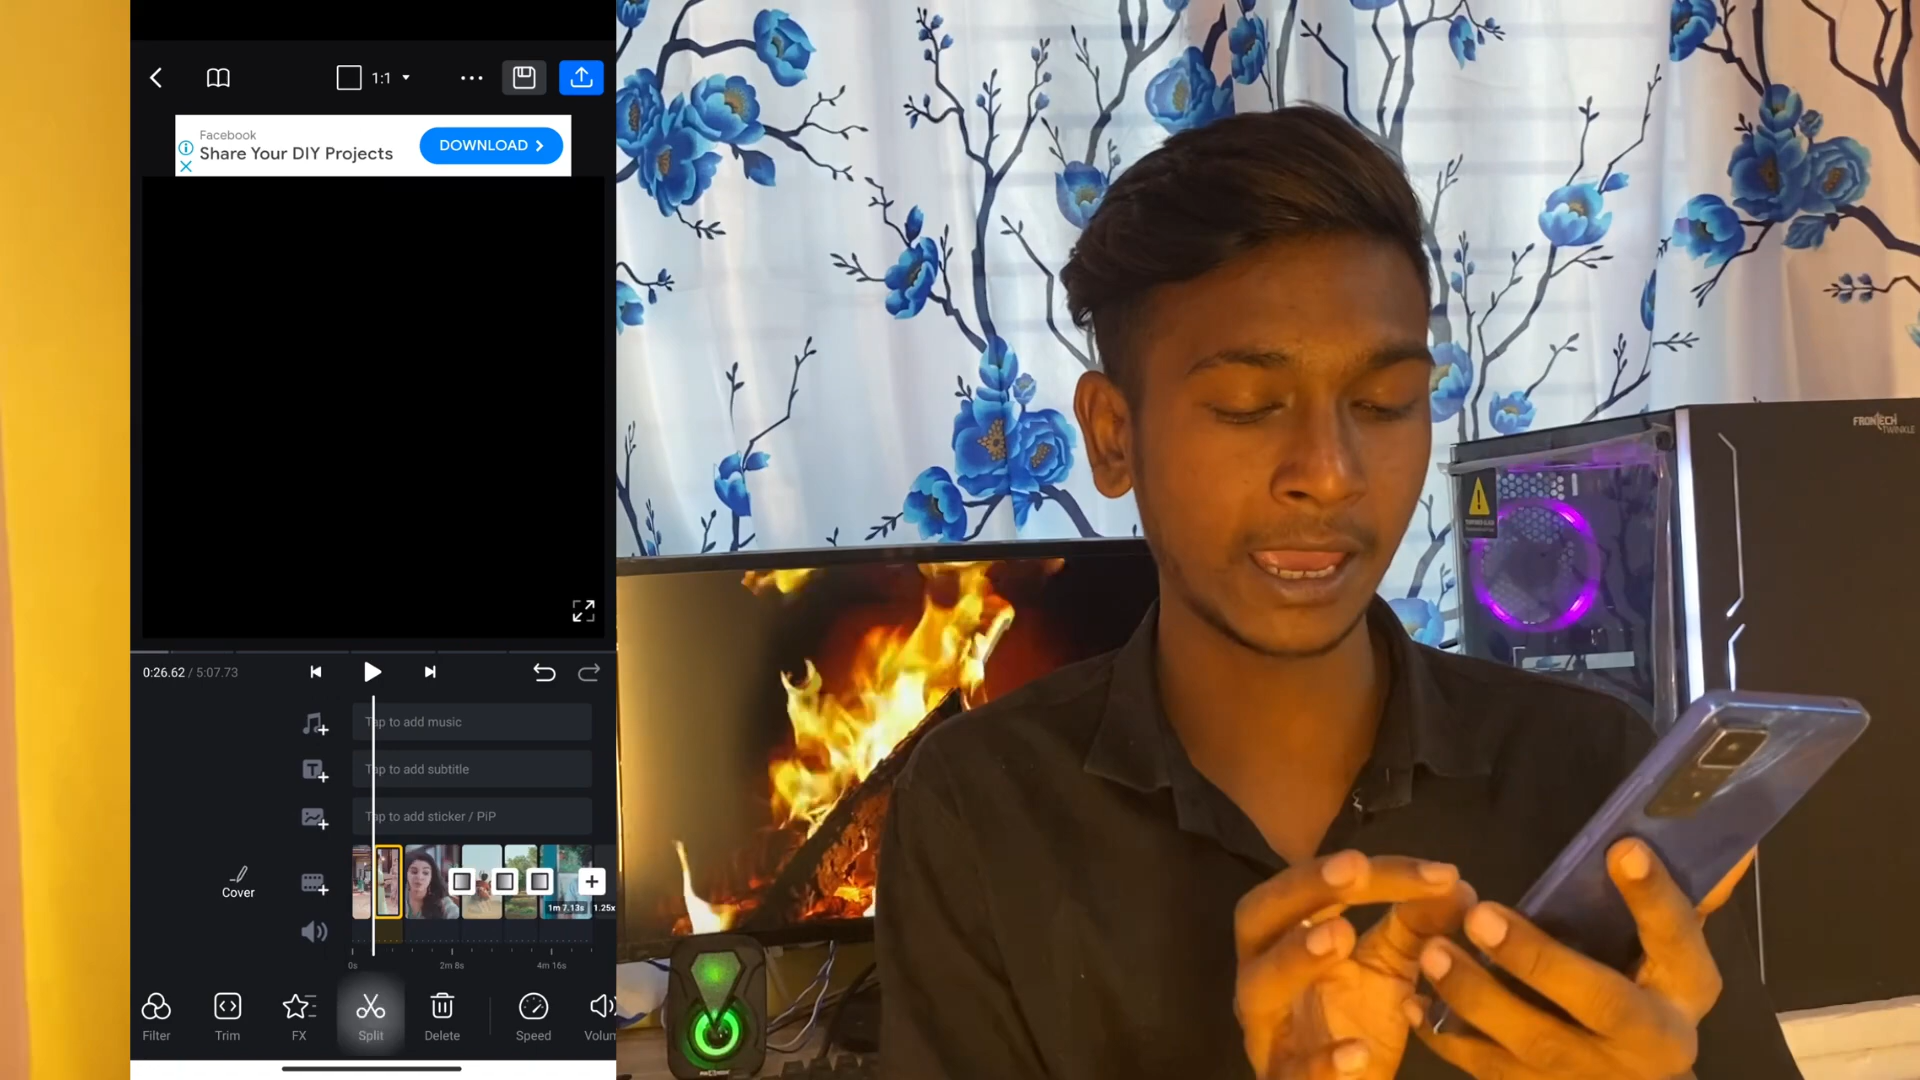 1:1
Facebook
Share Your DIY Projects
DOWNLOAD
0:26.62 / 5:07.73
Tap to add music
Tap to add subtitle
Tap to add sticker / PiP
Cover
1m 7.13s
1.25x
0s
2m 8s
4m 16s
Filter
Trim
FX
Split
Delete
Speed
Volum
FRONTECH
TWINKLE